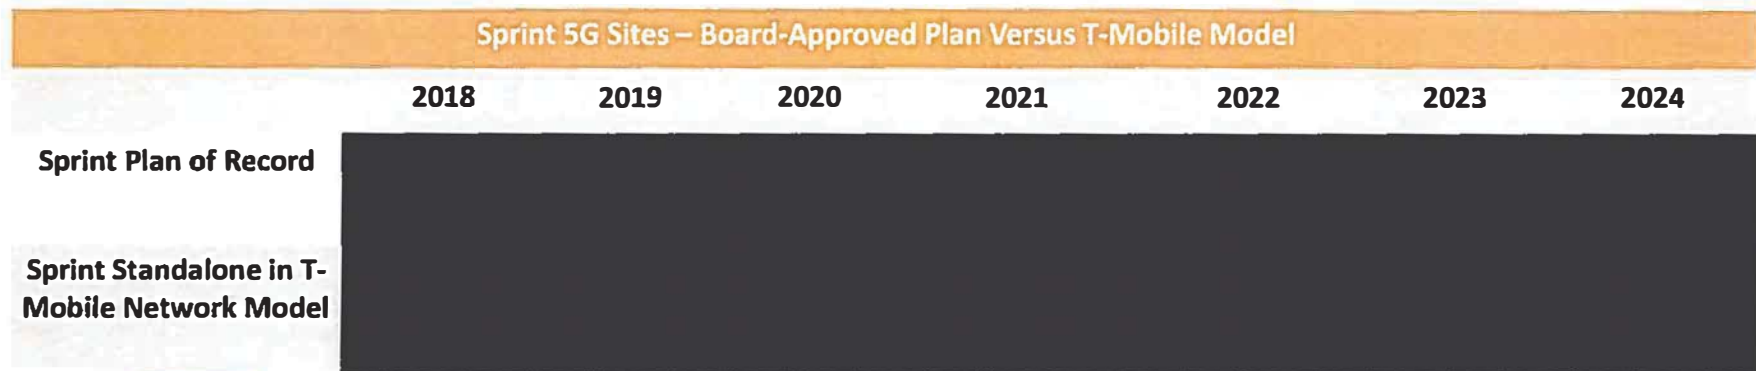 Sprint 5G Sites – Board-Approved Plan Versus T-Mobile Model
2018 2019 2020 2021 2022 2023 2024
Sprint Plan of Record
Sprint Standalone in T-
Mobile Network Model